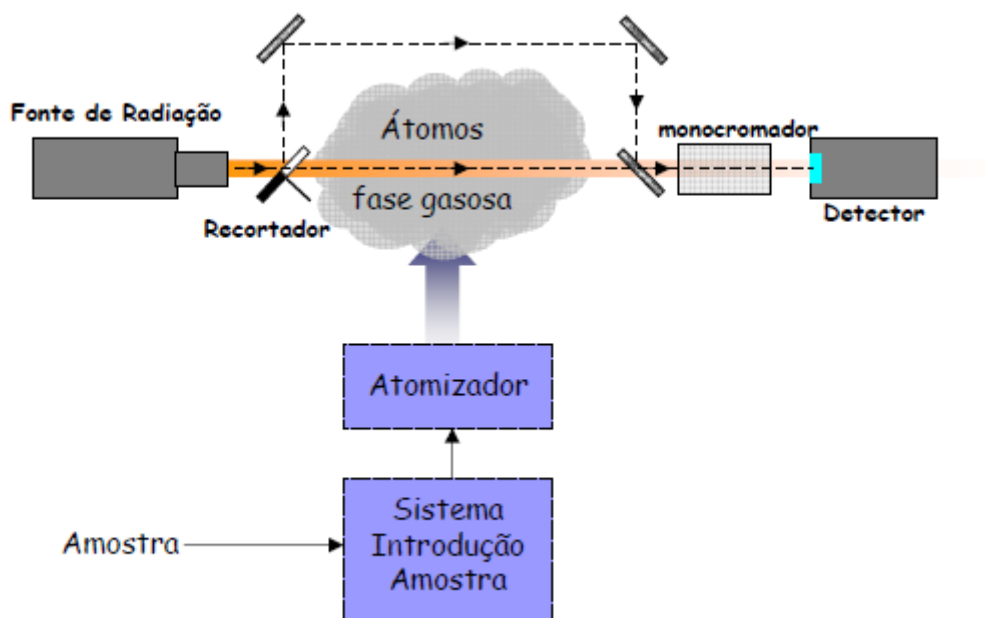 Fonte de Radiação
Átomos
fase gasosa
monocromador
Recortador
Detector
Atomizador
Amostra
Sistema
Introdução
Amostra